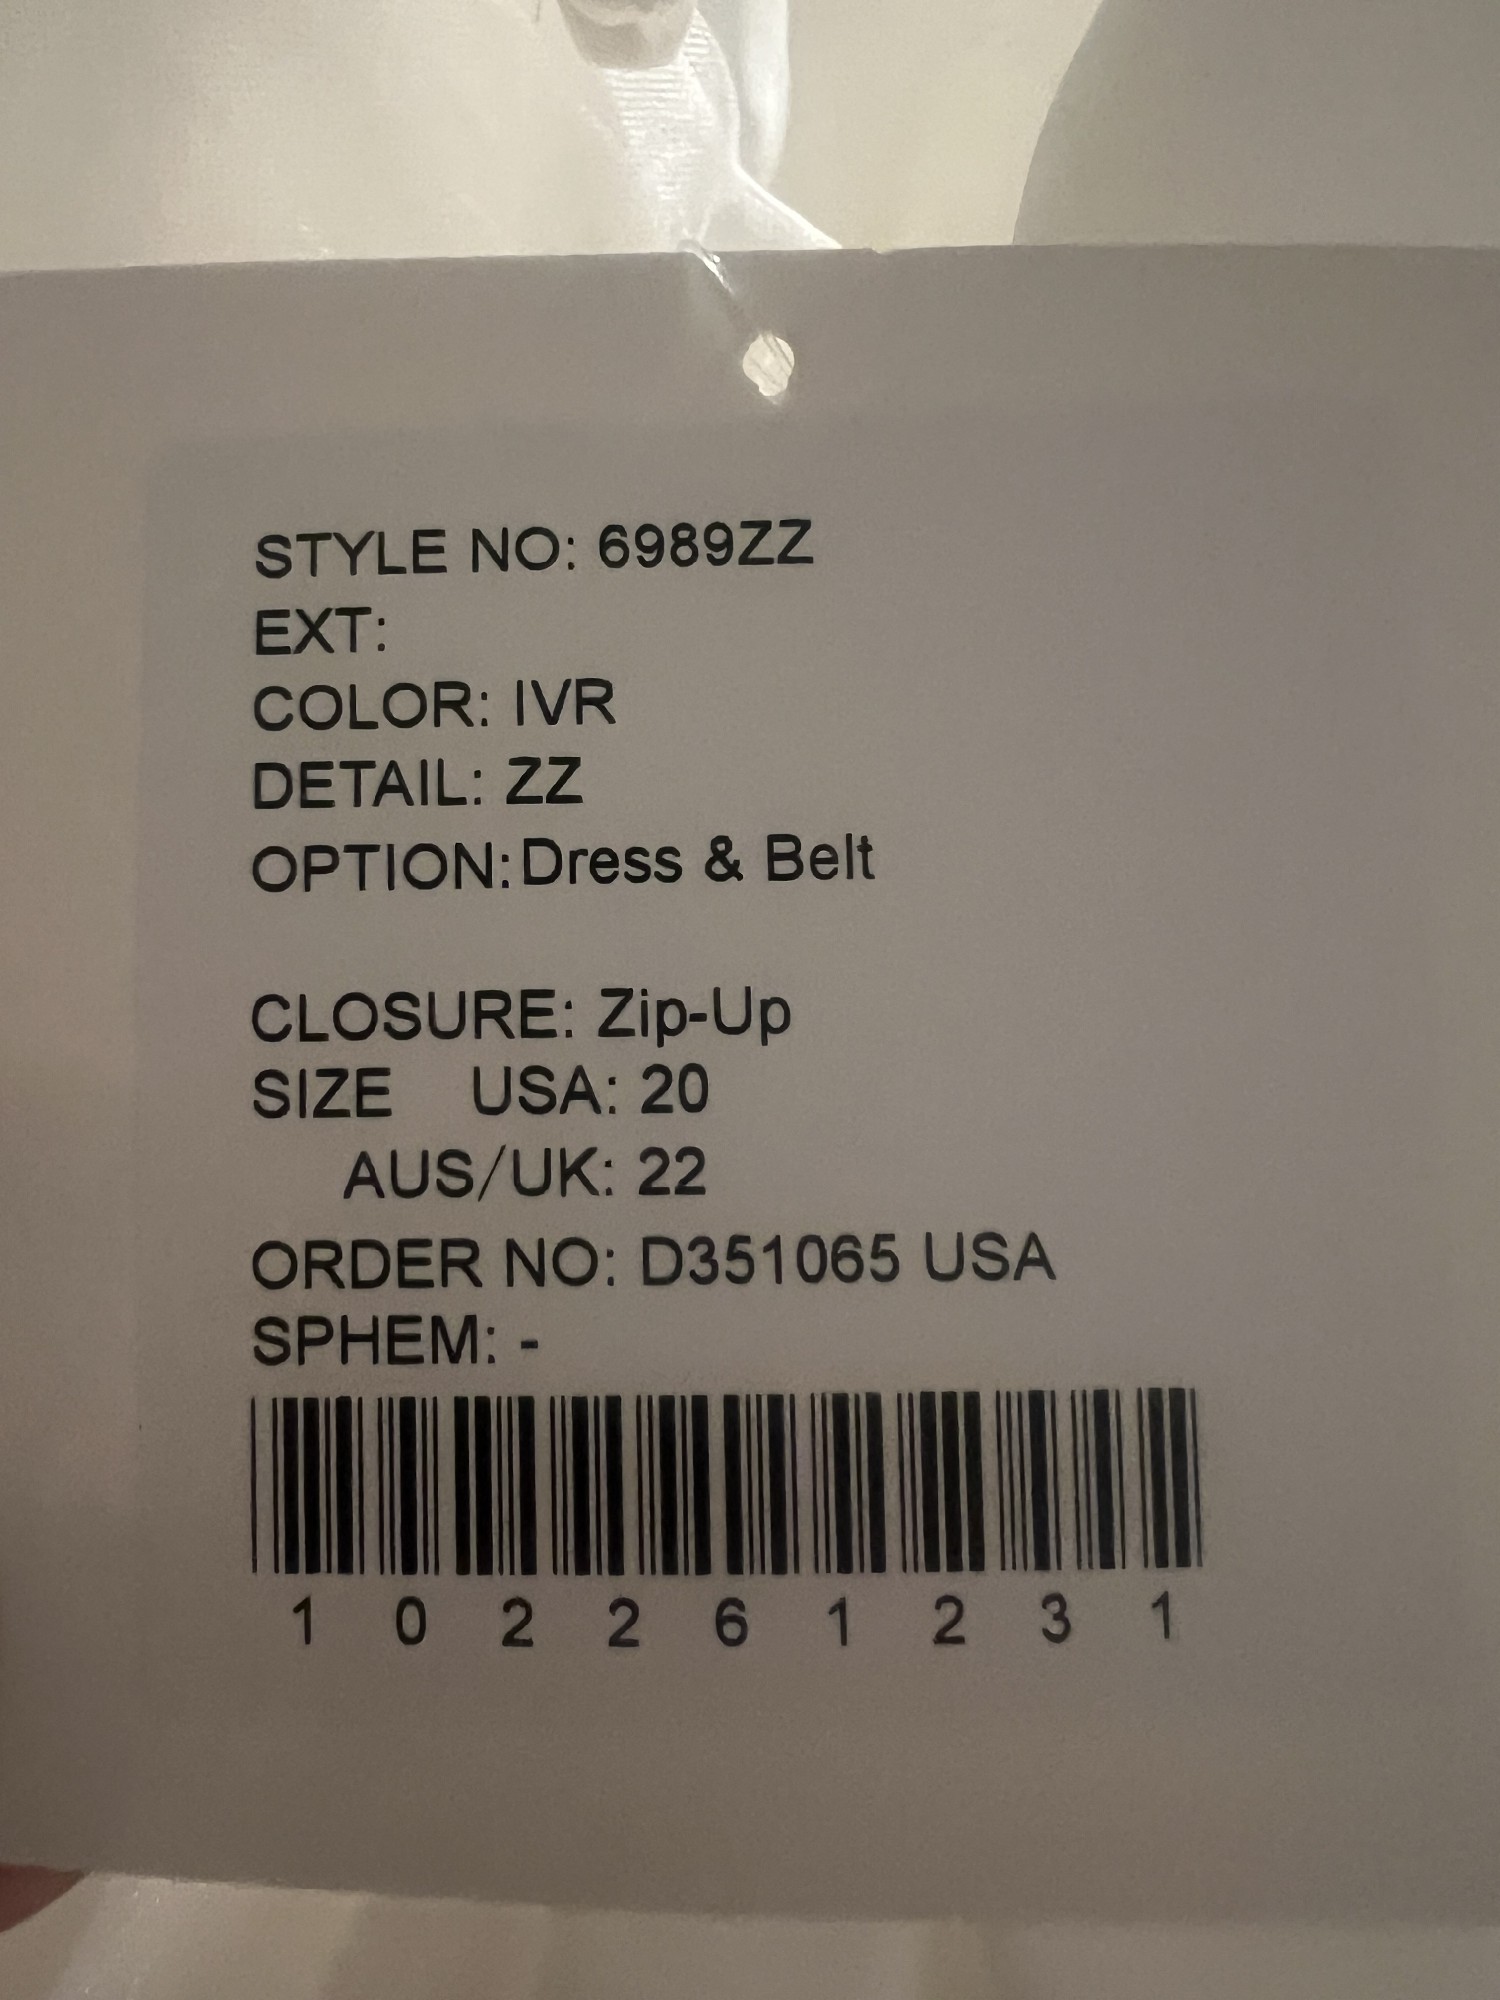 STYLE NO: 6989ZZ
EXT:
COLOR: IVR
DETAIL: ZZ
OPTION: Dress & Belt
CLOSURE: Zip-Up
SIZE USA: 20
AUS/UK: 22
ORDER NO: D351065 USA
SPHEM: -
1 0 2 2 6 1 2 3 1